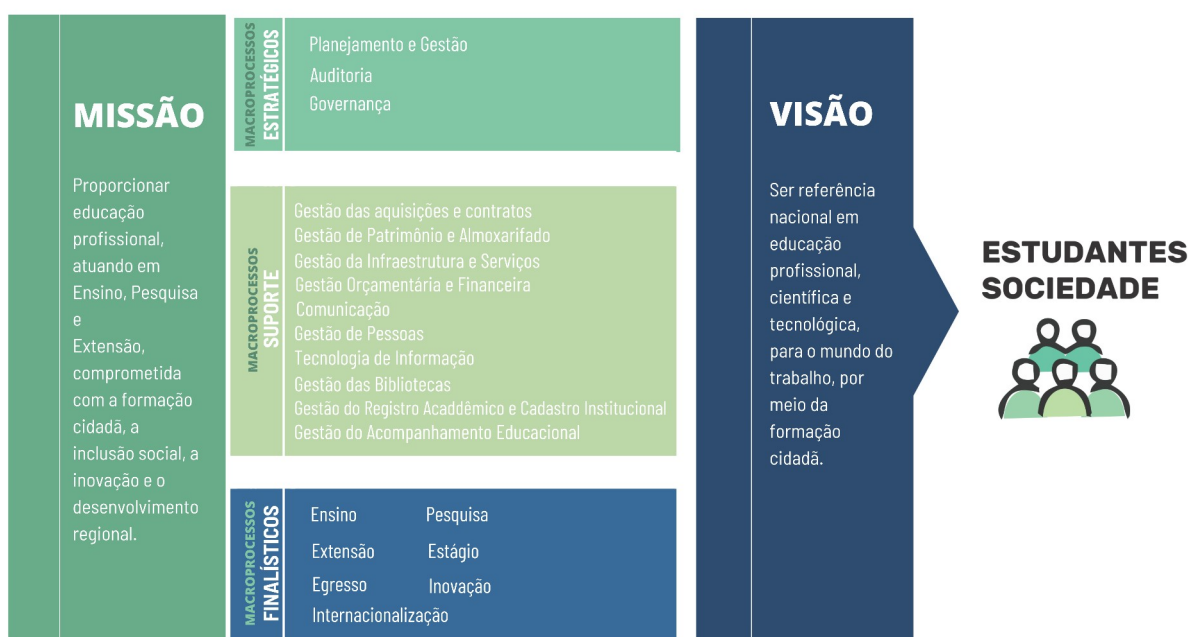 MISSÃO
Proporcionar
educação
profissional,
atuando em
Ensino, Pesquisa
e
Extensão,
comprometida
com a formação
cidadã, a
inclusão social, a
inovação e o
desenvolvimento
regional.
MACROPROCESSOS
ESTRATÉGICOS
Planejamento e Gestão
Auditoria
Governança
MACROPROCESSOS
SUPORTE
Gestão das aquisições e contratos
Gestão de Patrimônio e Almoxarifado
Gestão da Infraestrutura e Serviços
Gestão Orçamentária e Financeira
Comunicação
Gestão de Pessoas
Tecnologia de Informação
Gestão das Bibliotecas
Gestão do Registro Acaddêmico e Cadastro Institucional
Gestão do Acompanhamento Educacional
MACROPROCESSOS
FINALÍSTICOS
Ensino Pesquisa
Extensão Estágio
Egresso Inovação
Internacionalização
VISÃO
Ser referência
nacional em
educação
profissional,
científica e
tecnológica,
para o mundo do
trabalho, por
meio da
formação
cidadã.
ESTUDANTES
SOCIEDADE